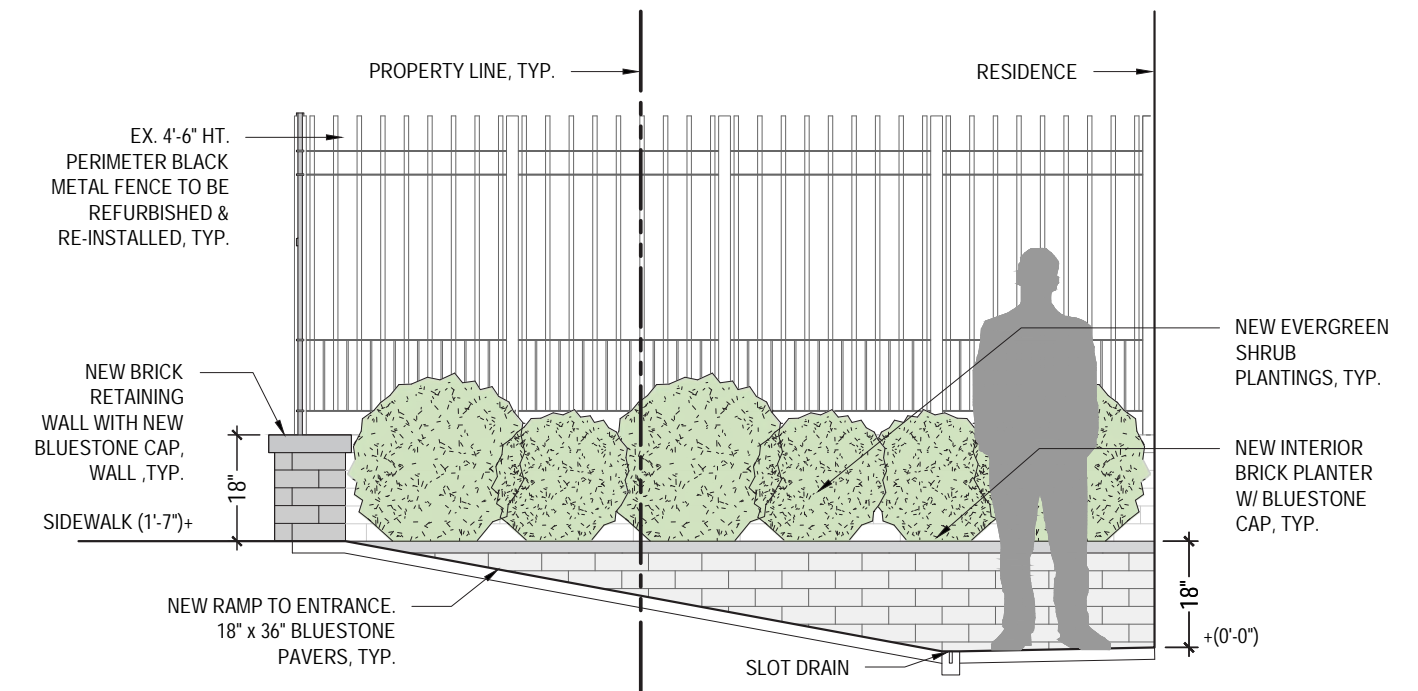 PROPERTY LINE, TYP.
RESIDENCE
EX. 4'-6" HT.
PERIMETER BLACK
METAL FENCE TO BE
REFURBISHED &
RE-INSTALLED, TYP.
NEW EVERGREEN
SHRUB
PLANTINGS, TYP.
NEW BRICK
RETAINING
WALL WITH NEW
BLUESTONE CAP,
WALL ,TYP.
18"
NEW INTERIOR
BRICK PLANTER
W/ BLUESTONE
CAP, TYP.
SIDEWALK (1'-7")+
18"
NEW RAMP TO ENTRANCE.
18" x 36" BLUESTONE
PAVERS, TYP.
+(0'-0")
SLOT DRAIN